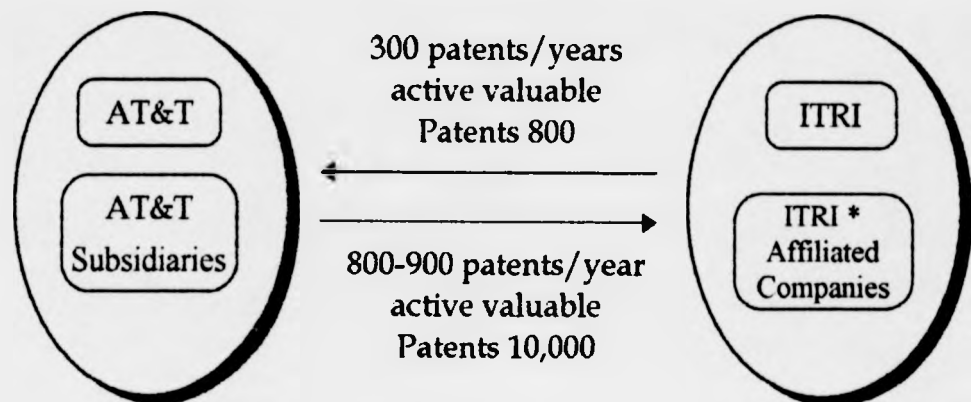 AT&T
AT&T
Subsidiaries
300 patents/years
active valuable
Patents 800
800-900 patents/year
active valuable
Patents 10,000
ITRI
ITRI *
Affiliated
Companies